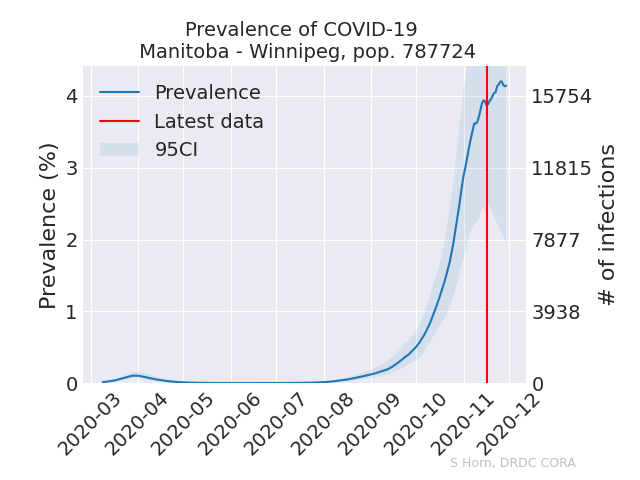 Prevalence of COVID-19
Manitoba - Winnipeg, pop. 787724
Prevalence
Latest data
95CI
Prevalence (%)
4
3
2
1
0
15754
11815
7877
3938
0
# of infections
2020-03
2020-04
2020-05
2020-06
2020-07
2020-08
2020-09
2020-10
2020-11
2020-12
S Horn, DRDC CORA